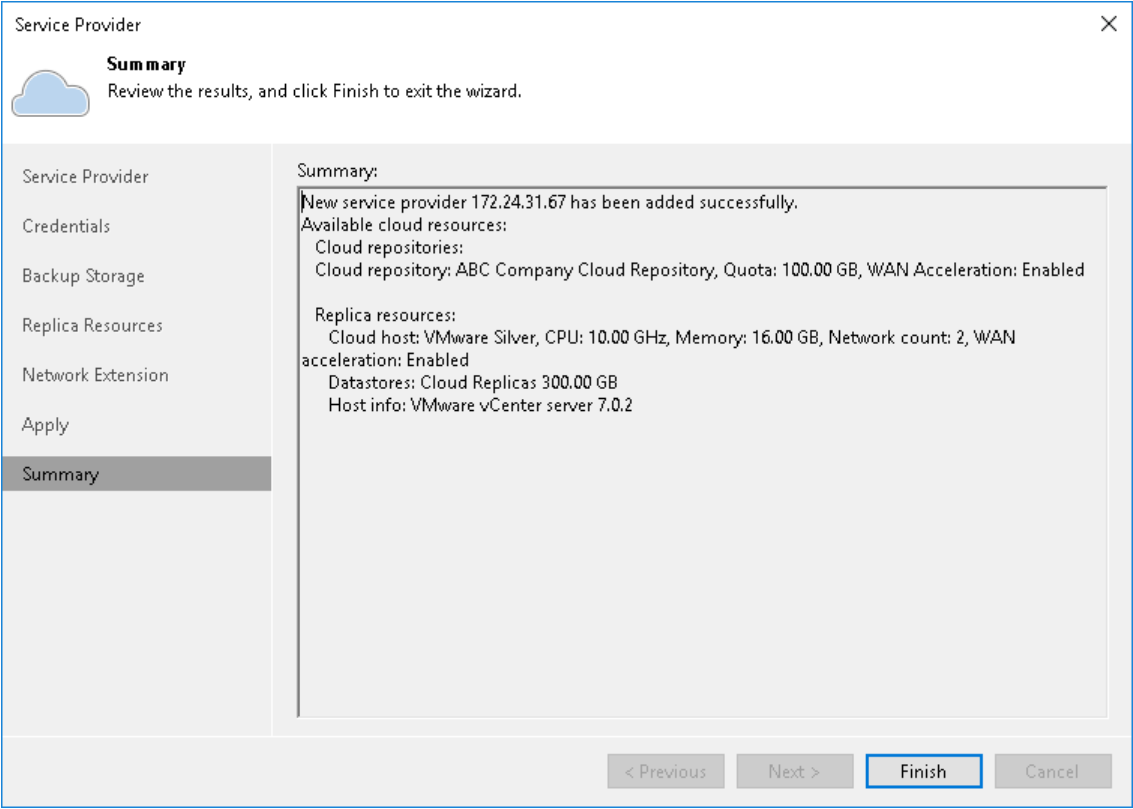 Service Provider
Summary
Review the results, and click Finish to exit the wizard.
Service Provider
Credentials
Backup Storage
Replica Resources
Network Extension
Apply
Summary
Summary:
New service provider 172.24.31.67 has been added successfully.
Available cloud resources:
Cloud repositories:
Cloud repository: ABC Company Cloud Repository, Quota: 100.00 GB, WAN Acceleration: Enabled
Replica resources:
Cloud host: VMware Silver, CPU: 10.00 GHz, Memory: 16.00 GB, Network count: 2, WAN
acceleration: Enabled
Datastores: Cloud Replicas 300.00 GB
Host info: VMware vCenter server 7.0.2
< Previous
Next >
Finish
Cancel